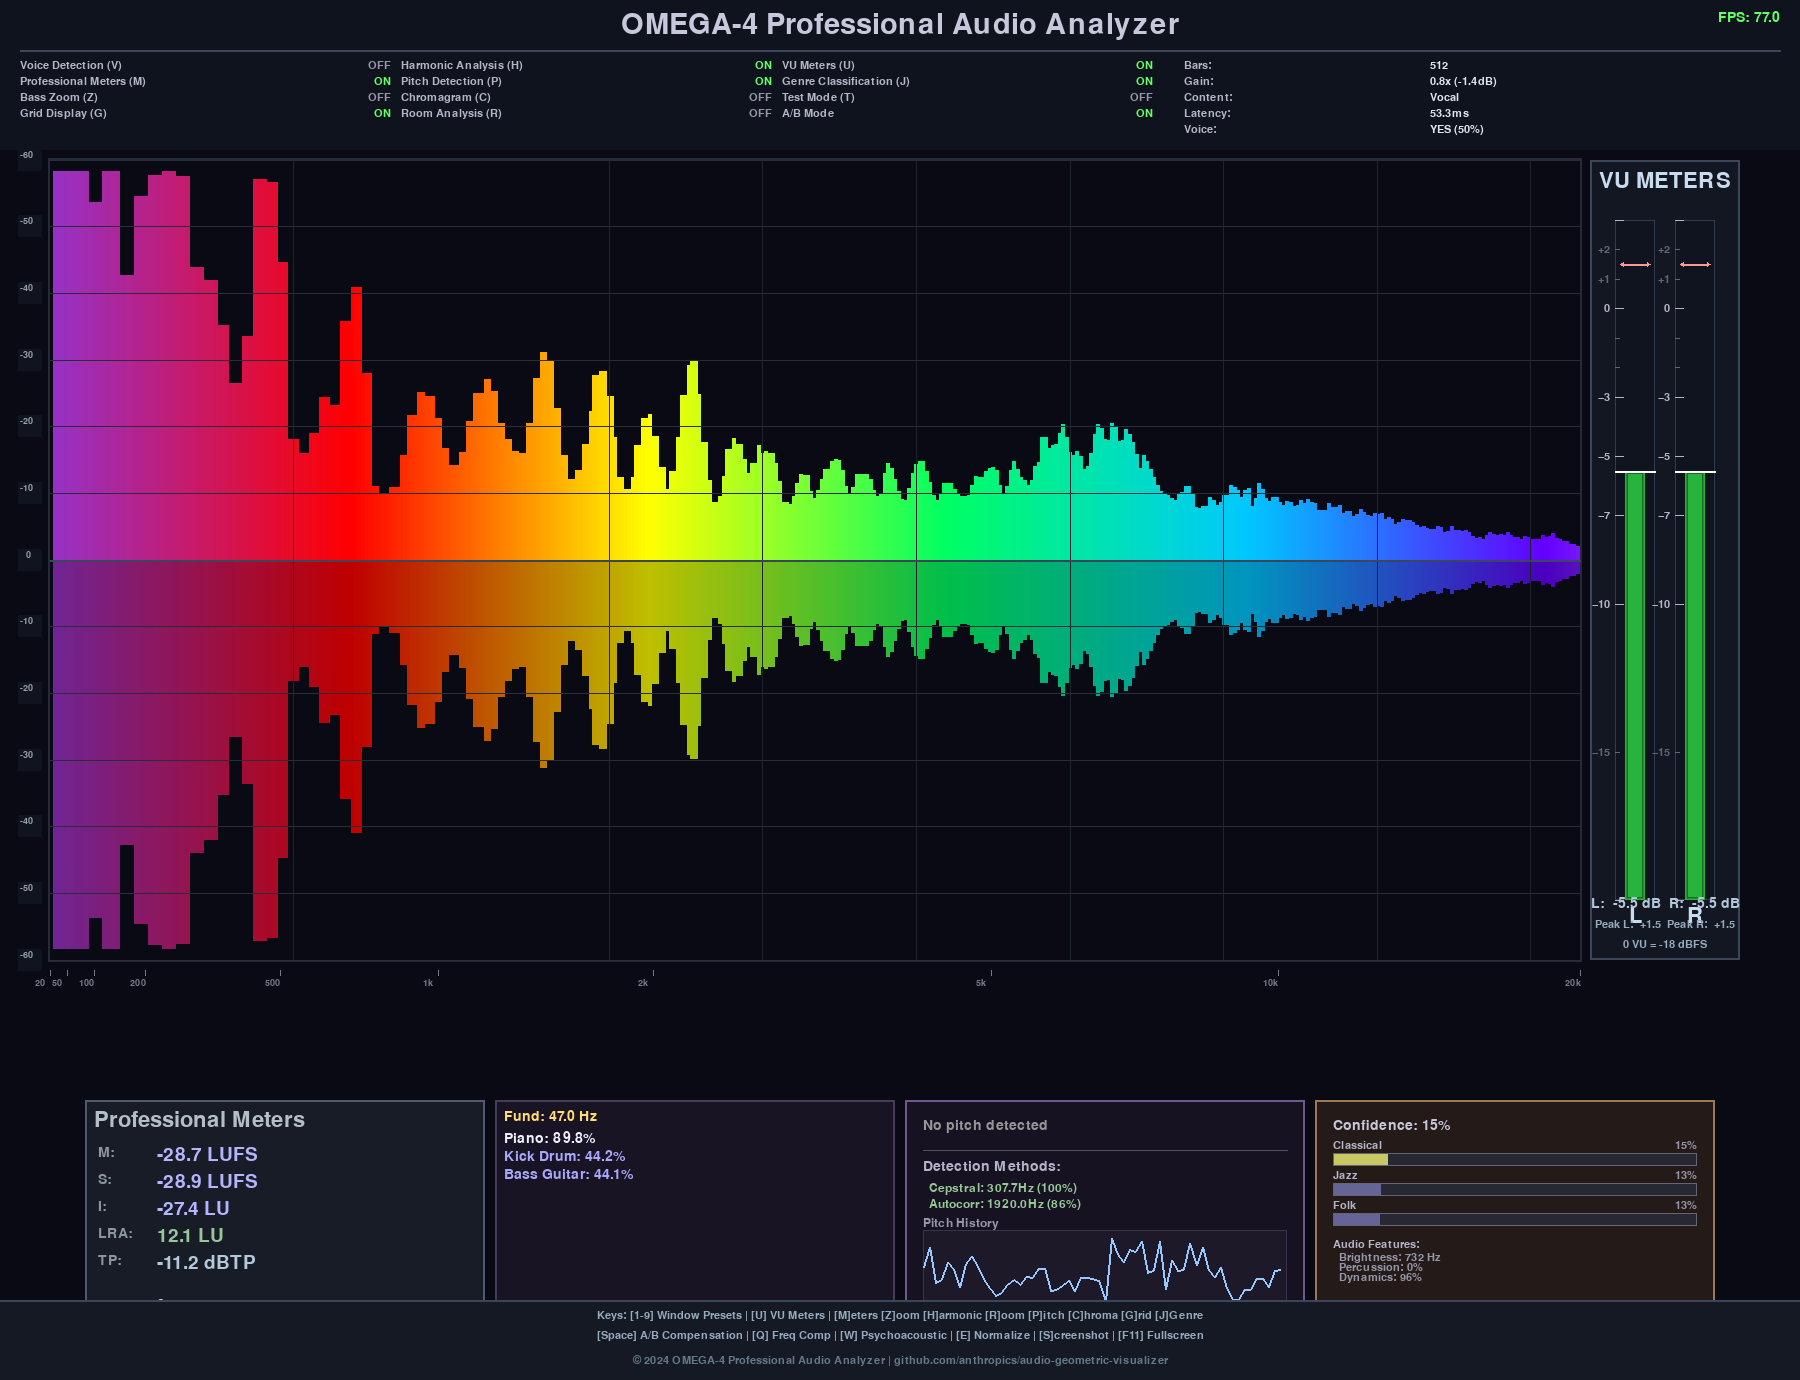 OMEGA-4 Professional Audio Analyzer
FPS: 77.0
Voice Detection (V) OFF Harmonic Analysis (H) ON VU Meters (U) ON Bars: 512
Professional Meters (M) ON Pitch Detection (P) ON Genre Classification (J) ON Gain: 0.8x (-1.4dB)
Bass Zoom (Z) OFF Chromagram (C) OFF Test Mode (T) OFF Content: Vocal
Grid Display (G) ON Room Analysis (R) OFF A/B Mode ON Latency: 53.3ms
Voice: YES (50%)
-60
-50
-40
-30
-20
-10
0
-10
-20
-30
-40
-50
-60
20 50 100 200 500 1k 2k 5k 10k 20k
VU METERS
+2 +2
+1 +1
0 0
-3 -3
-5 -5
-7 -7
-10 -10
-15 -15
L: -5.5 dB R: -5.5 dB
L R
Peak L: +1.5 Peak R: +1.5
0 VU = -18 dBFS
Professional Meters
M: -28.7 LUFS
S: -28.9 LUFS
I: -27.4 LU
LRA: 12.1 LU
TP: -11.2 dBTP
Fund: 47.0 Hz
Piano: 89.8%
Kick Drum: 44.2%
Bass Guitar: 44.1%
No pitch detected
Detection Methods:
Cepstral: 307.7Hz (100%)
Autocorr: 1920.0Hz (86%)
Pitch History
Confidence: 15%
Classical 15%
Jazz 13%
Folk 13%
Audio Features:
Brightness: 732 Hz
Percussion: 0%
Dynamics: 96%
Keys: [1-9] Window Presets | [U] VU Meters | [M]eters [Z]oom [H]armonic [R]oom [P]itch [C]hroma [G]rid [J]Genre
[Space] A/B Compensation | [Q] Freq Comp | [W] Psychoacoustic | [E] Normalize | [S]creenshot | [F11] Fullscreen
© 2024 OMEGA-4 Professional Audio Analyzer | github.com/anthropics/audio-geometric-visualizer